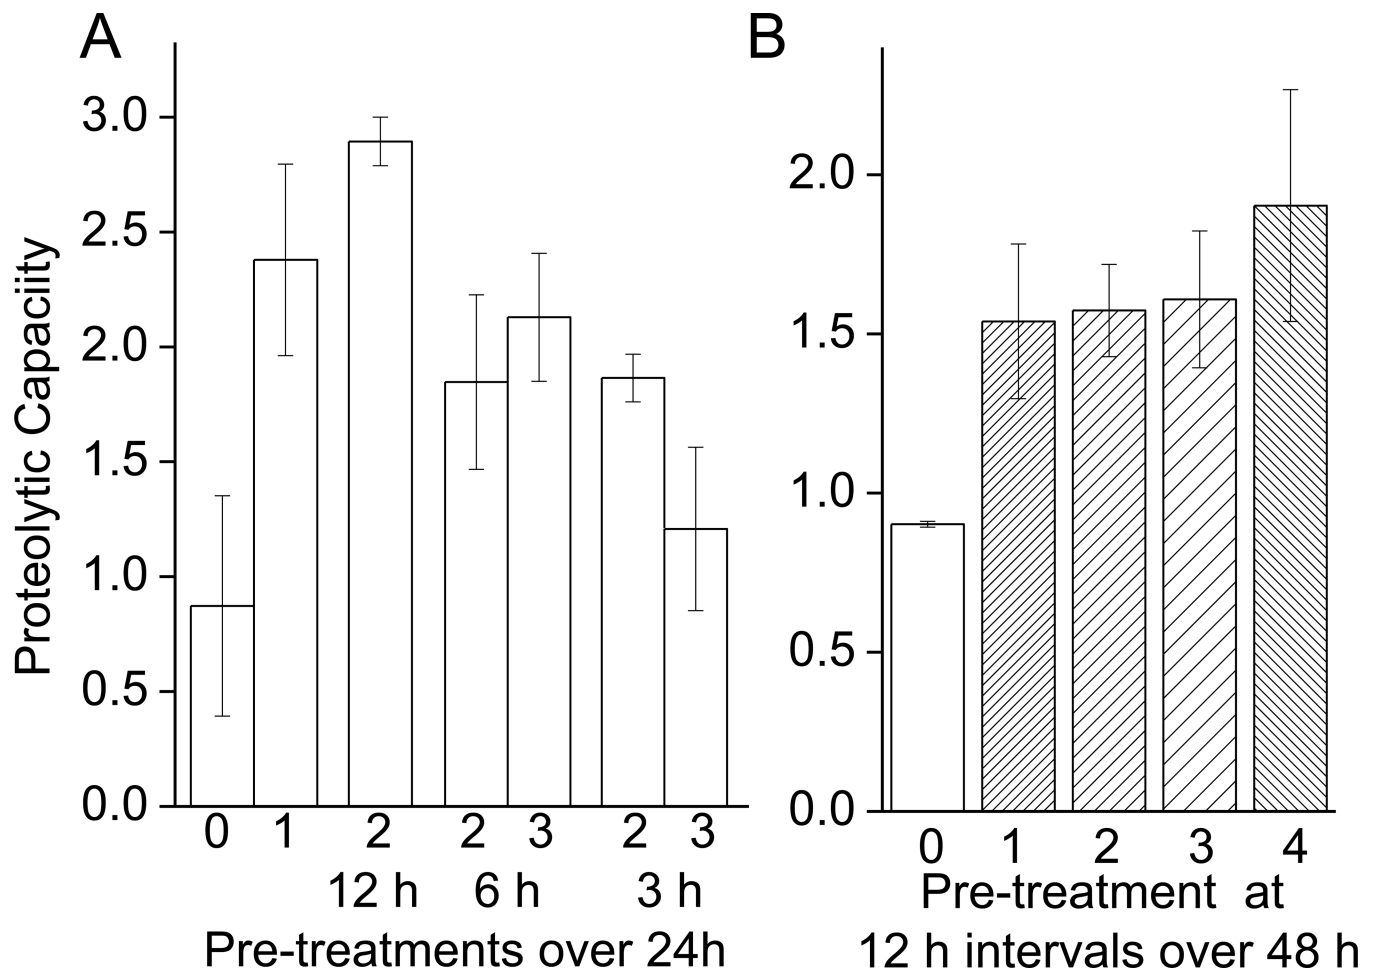 A
B
Proteolytic Capaciity
3.0
2.5
2.0
1.5
1.0
0.5
0.0
0 1 2 2 3 2 3
12 h 6 h 3 h
Pre-treatments over 24h
2.0
1.5
1.0
0.5
0.0
0 1 2 3 4
Pre-treatment at
12 h intervals over 48 h